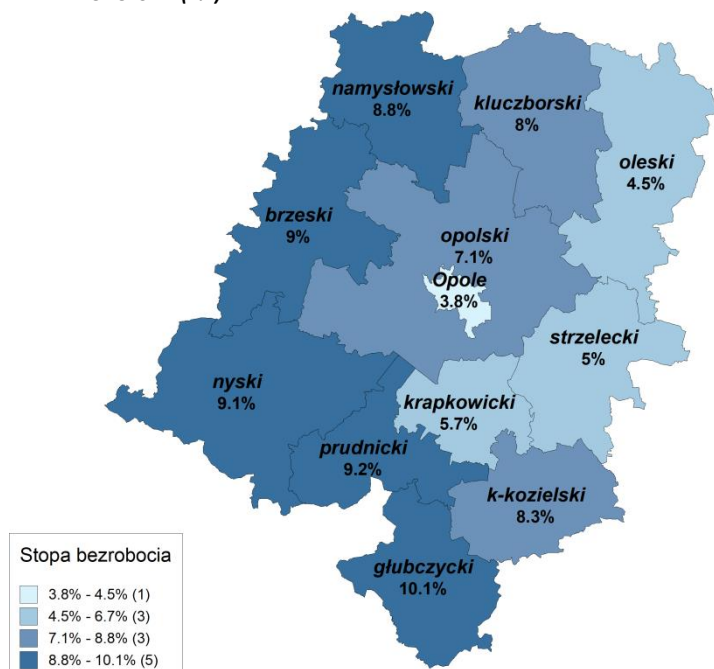 namysłowski
8.8%
kluczborski
8%
oleski
4.5%
brzeski
9%
opolski
7.1%
Opole
3.8%
strzelecki
5%
nyski
9.1%
krapkowicki
5.7%
prudnicki
9.2%
k-kozielski
8.3%
głubczycki
10.1%
Stopa bezrobocia
3.8% - 4.5% (1)
4.5% - 6.7% (3)
7.1% - 8.8% (3)
8.8% - 10.1% (5)